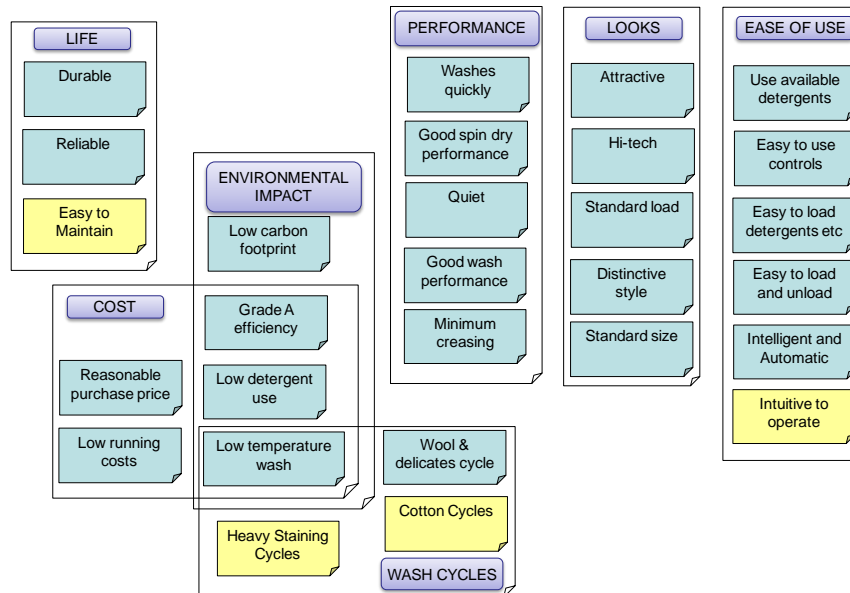 LIFE
Durable
Reliable
Easy to
Maintain
ENVIRONMENTAL
IMPACT
Low carbon
footprint
COST
Grade A
efficiency
Reasonable
purchase price
Low detergent
use
Low running
costs
Low temperature
wash
Wool &
delicates cycle
Cotton Cycles
Heavy Staining
Cycles
WASH CYCLES
PERFORMANCE
Washes
quickly
Good spin dry
performance
Quiet
Good wash
performance
Minimum
creasing
LOOKS
Attractive
Hi-tech
Standard load
Distinctive
style
Standard size
EASE OF USE
Use available
detergents
Easy to use
controls
Easy to load
detergents etc
Easy to load
and unload
Intelligent and
Automatic
Intuitive to
operate